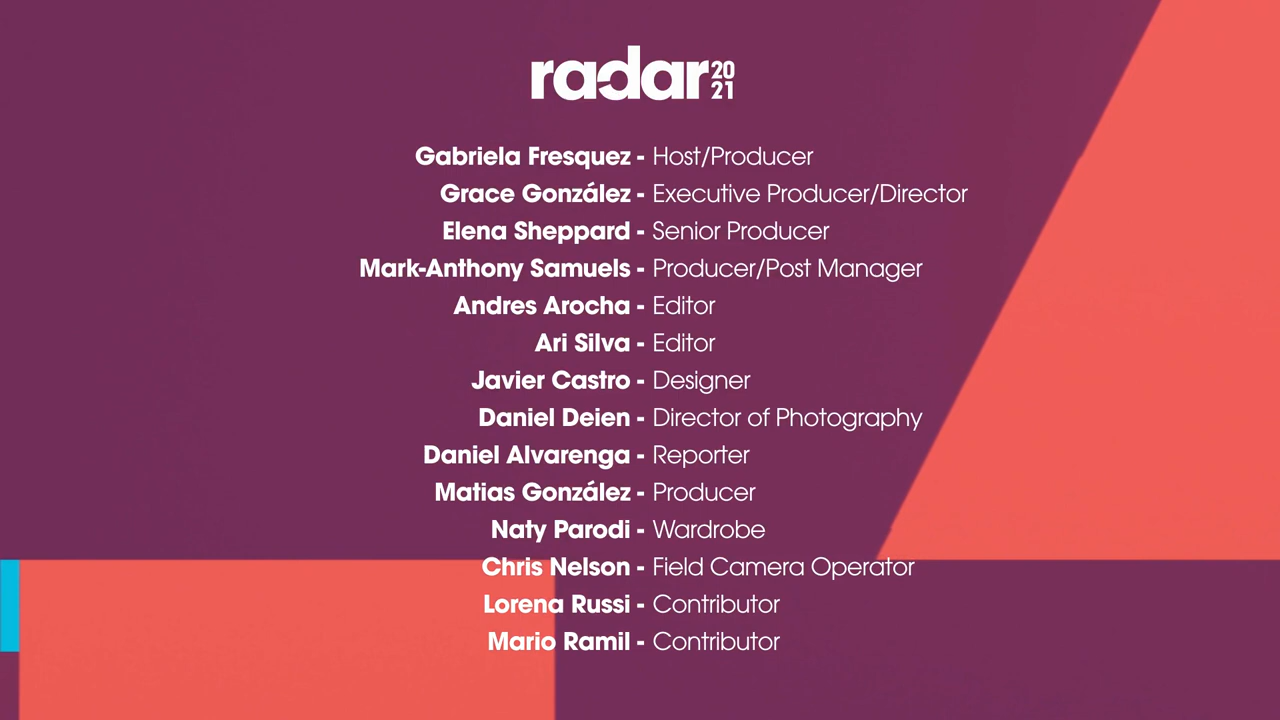 radar 20 21
Gabriela Fresquez - Host/Producer
Grace González - Executive Producer/Director
Elena Sheppard - Senior Producer
Mark-Anthony Samuels - Producer/Post Manager
Andres Arocha - Editor
Ari Silva - Editor
Javier Castro - Designer
Daniel Deien - Director of Photography
Daniel Alvarenga - Reporter
Matias González - Producer
Naty Parodi - Wardrobe
Chris Nelson - Field Camera Operator
Lorena Russi - Contributor
Mario Ramil - Contributor